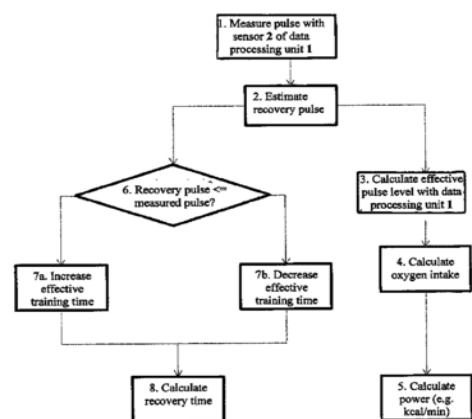 1. Measure pulse with
sensor 2 of data
processing unit 1
2. Estimate
recovery pulse
6. Recovery pulse <=
measured pulse?
3. Calculate effective
pulse level with data
processing unit 1
7a. Increase
effective
training time
7b. Decrease
effective
training time
4. Calculate
oxygen intake
8. Calculate
recovery time
5. Calculate
power (e.g.
kcal/min)